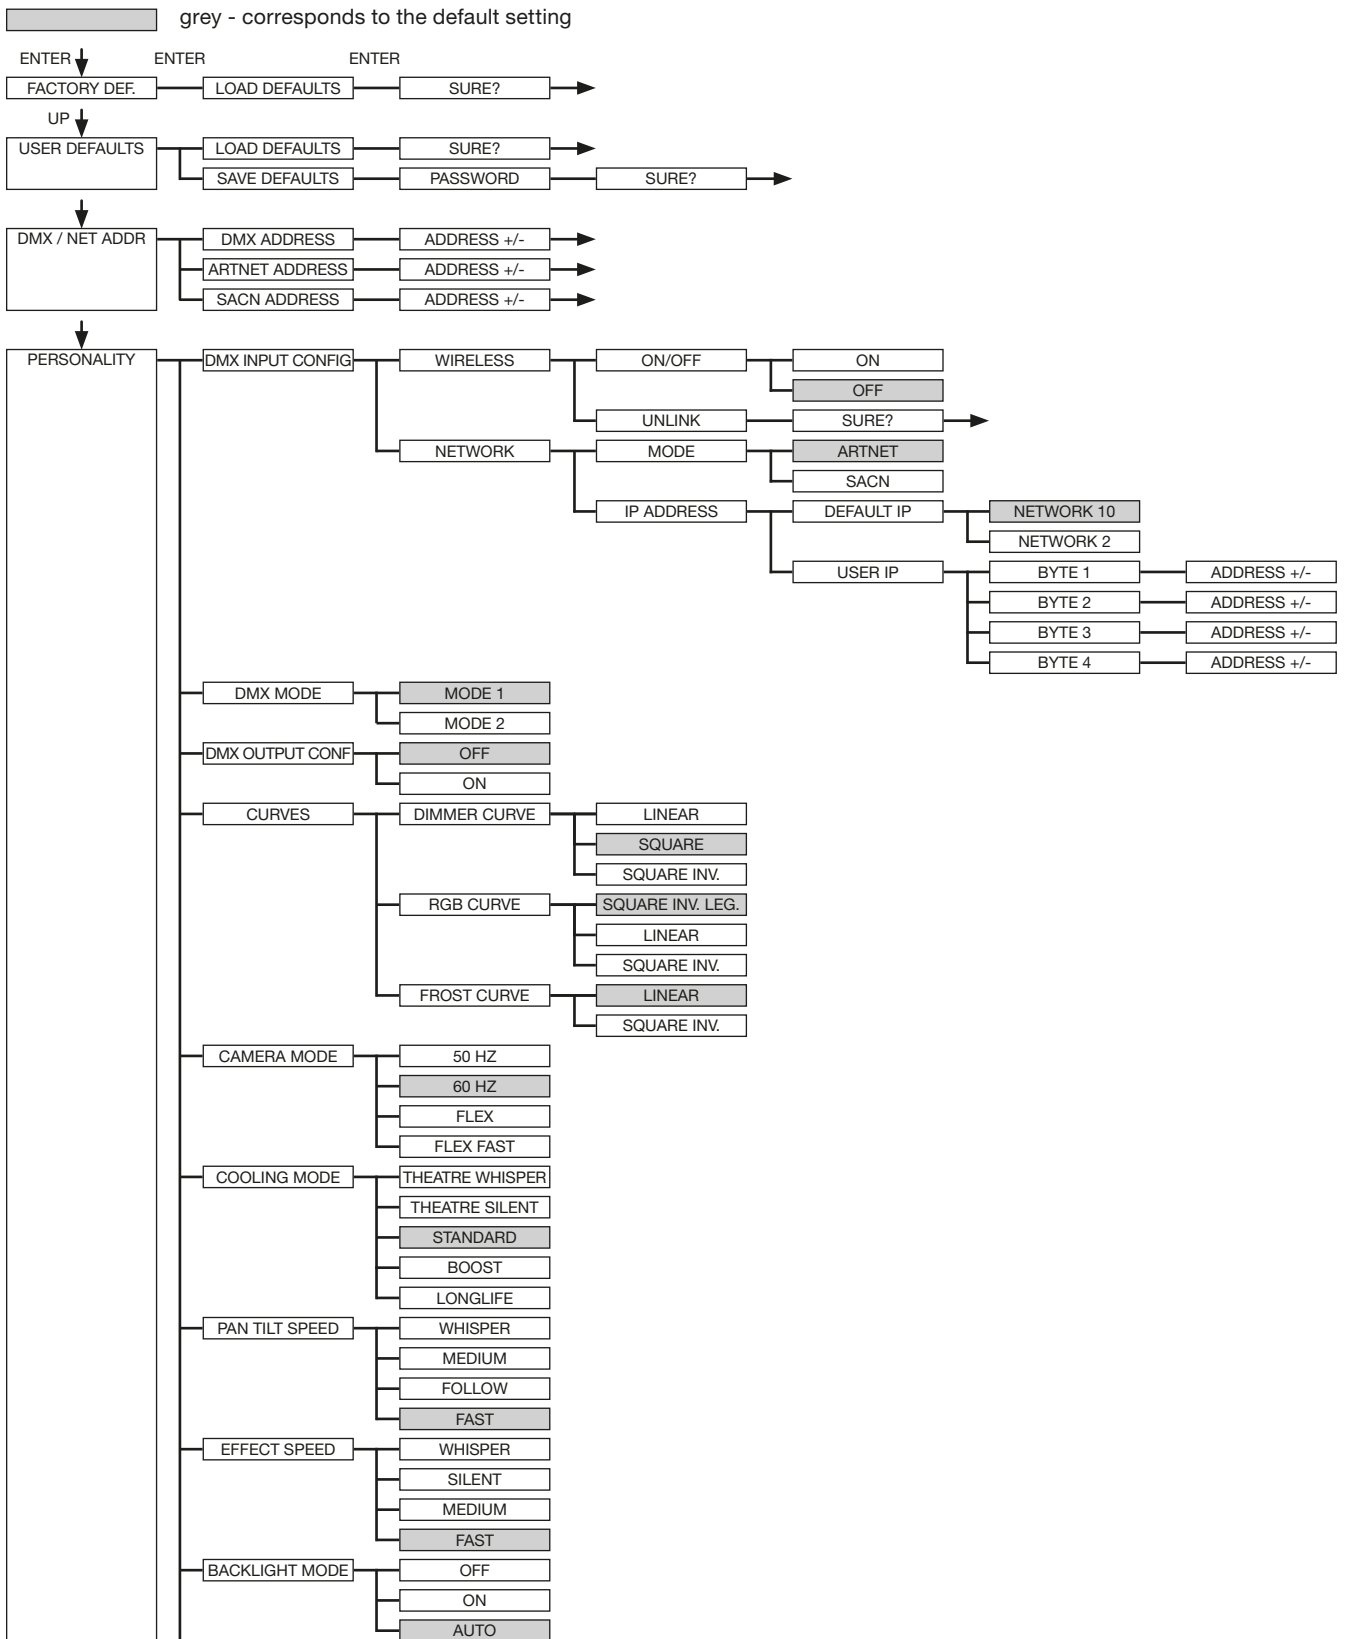 grey - corresponds to the default setting
ENTER ENTER ENTER
FACTORY DEF. LOAD DEFAULTS SURE?
UP
USER DEFAULTS LOAD DEFAULTS SURE?
SAVE DEFAULTS PASSWORD SURE?
DMX / NET ADDR DMX ADDRESS ADDRESS +/-
ARTNET ADDRESS ADDRESS +/-
SACN ADDRESS ADDRESS +/-
PERSONALITY DMX INPUT CONFIG WIRELESS ON/OFF ON
OFF
UNLINK SURE?
NETWORK MODE ARTNET
SACN
IP ADDRESS DEFAULT IP NETWORK 10
NETWORK 2
USER IP BYTE 1 ADDRESS +/-
BYTE 2 ADDRESS +/-
BYTE 3 ADDRESS +/-
BYTE 4 ADDRESS +/-
DMX MODE MODE 1
MODE 2
DMX OUTPUT CONF OFF
ON
CURVES DIMMER CURVE LINEAR
SQUARE
SQUARE INV.
RGB CURVE SQUARE INV. LEG.
LINEAR
SQUARE INV.
FROST CURVE LINEAR
SQUARE INV.
CAMERA MODE 50 HZ
60 HZ
FLEX
FLEX FAST
COOLING MODE THEATRE WHISPER
THEATRE SILENT
STANDARD
BOOST
LONGLIFE
PAN TILT SPEED WHISPER
MEDIUM
FOLLOW
FAST
EFFECT SPEED WHISPER
SILENT
MEDIUM
FAST
BACKLIGHT MODE OFF
ON
AUTO